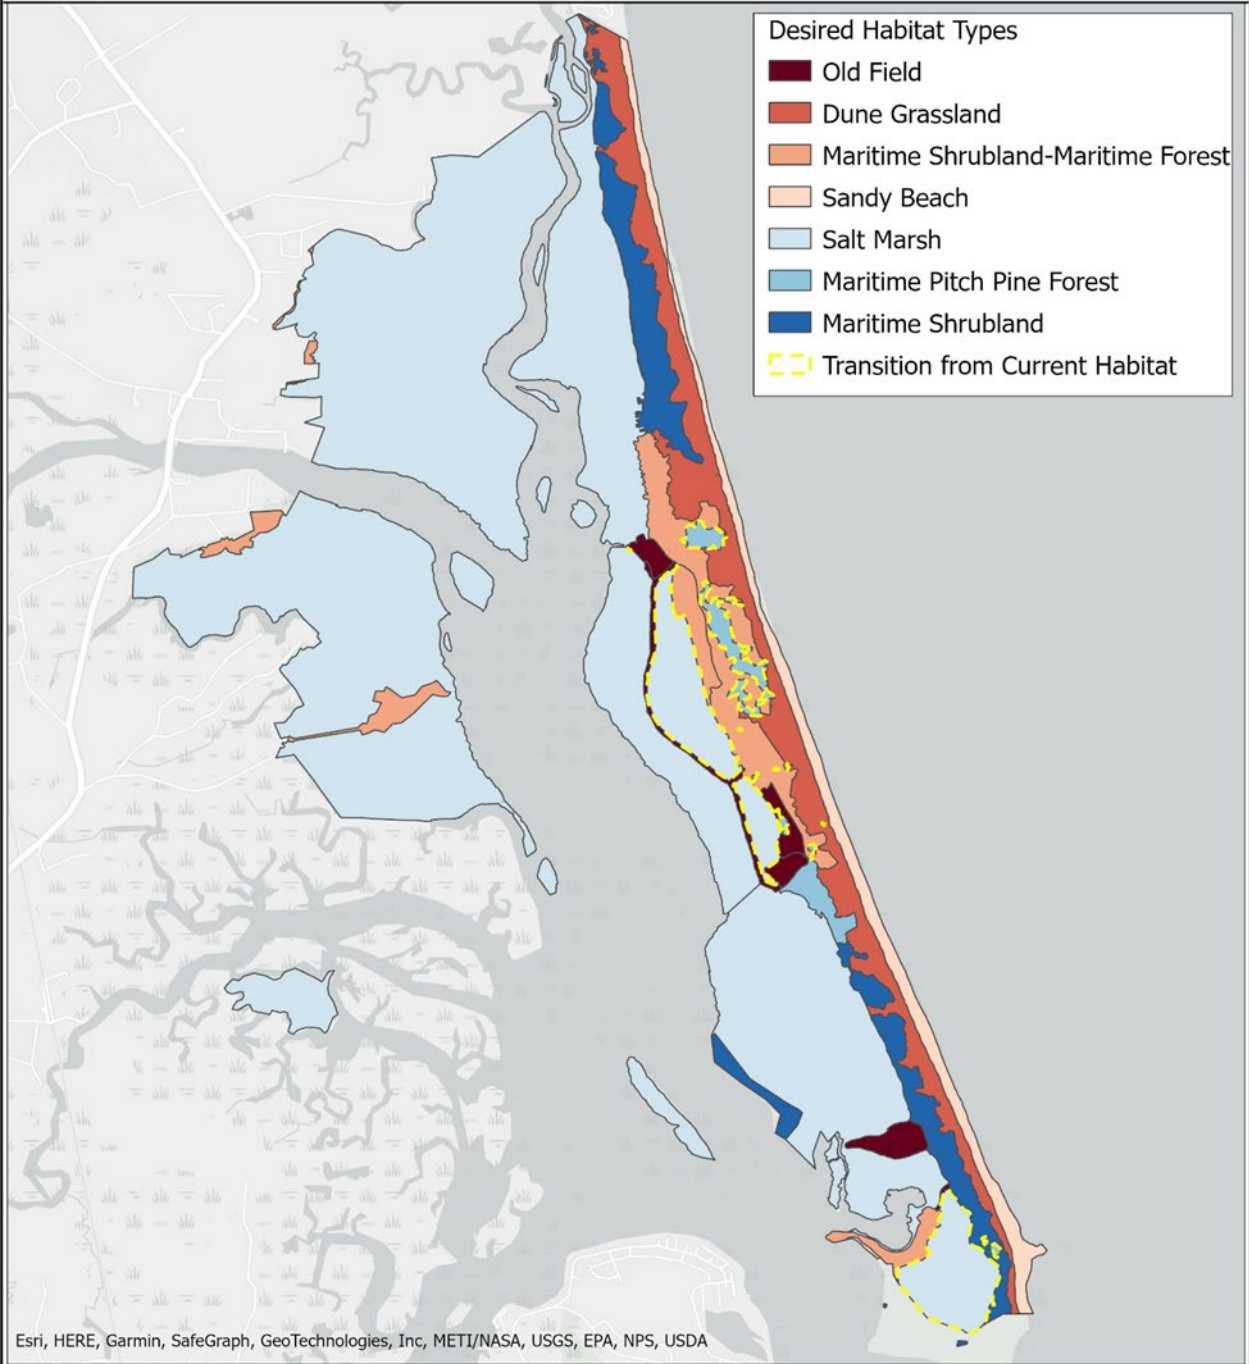 Desired Habitat Types
Old Field
Dune Grassland
Maritime Shrubland-Maritime Forest
Sandy Beach
Salt Marsh
Maritime Pitch Pine Forest
Maritime Shrubland
Transition from Current Habitat
Esri, HERE, Garmin, SafeGraph, GeoTechnologies, Inc, METI/NASA, USGS, EPA, NPS, USDA